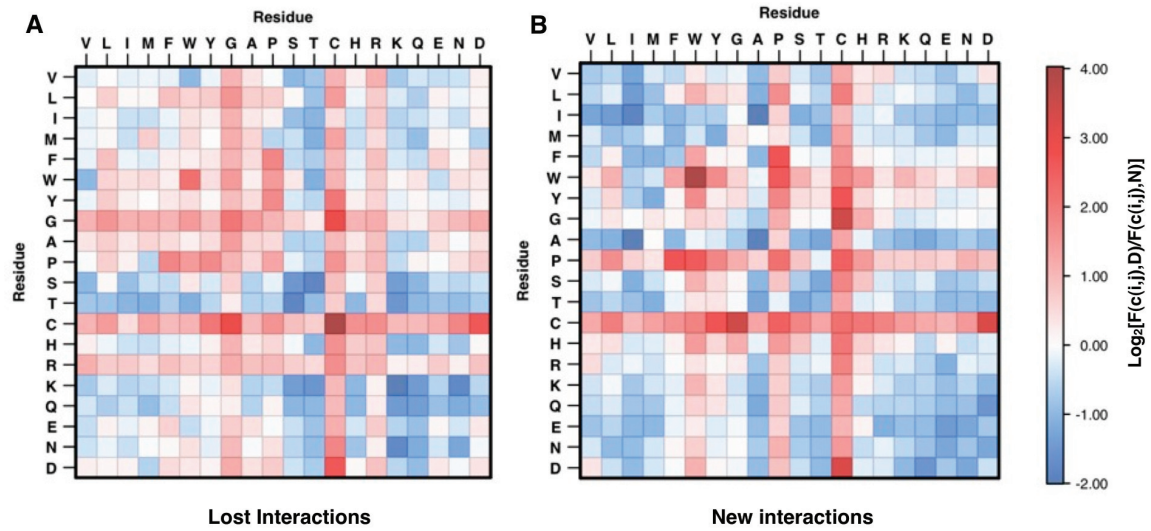 A
Residue
V L I M F W Y G A P S T C H R K Q E N D
Residue
V
L
I
M
F
W
Y
G
A
P
S
T
C
H
R
K
Q
E
N
D
Lost Interactions
B
Residue
V L I M F W Y G A P S T C H R K Q E N D
Residue
V
L
I
M
F
W
Y
G
A
P
S
T
C
H
R
K
Q
E
N
D
New interactions
4.00
3.00
2.00
1.00
0.00
-1.00
-2.00
Log₂[F(c(i,j),D)/F(c(i,j),N)]